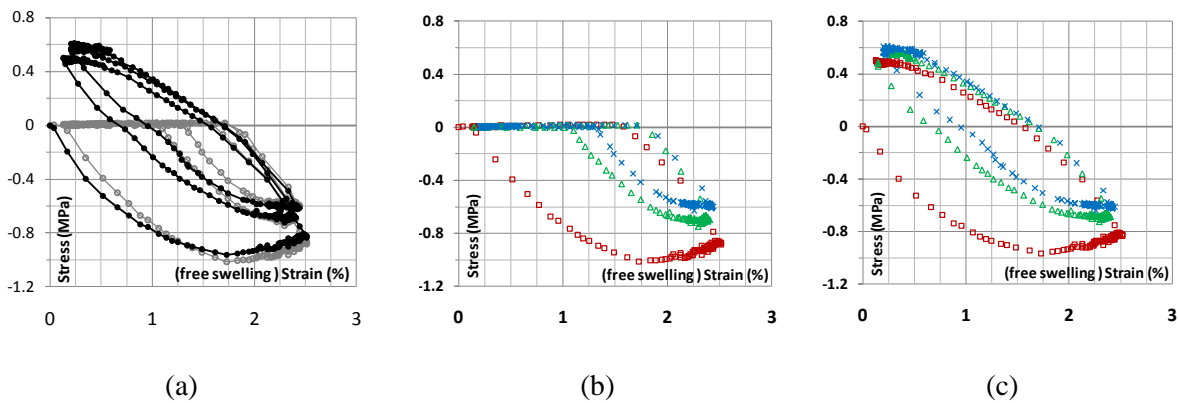 0.8
0.4
0
-0.4
-0.8
-1.2
Stress (MPa)
(free swelling ) Strain (%)
0 1 2 3
(a)
0.8
0.4
0
-0.4
-0.8
-1.2
Stress (MPa)
(free swelling ) Strain (%)
0 1 2 3
(b)
0.8
0.4
0
-0.4
-0.8
-1.2
Stress (MPa)
(free swelling ) Strain (%)
0 1 2 3
(c)